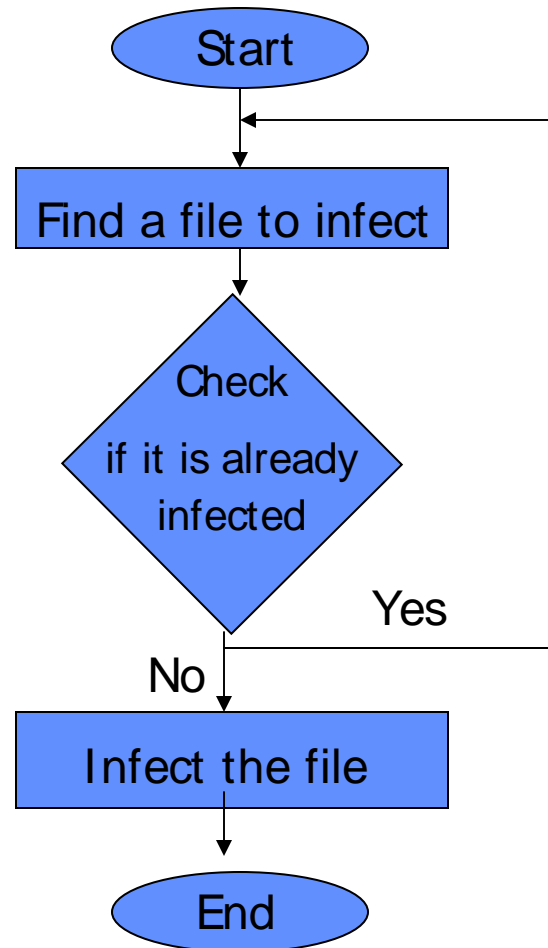 Start
Find a file to infect
Check
if it is already
infected
Yes
No
Infect the file
End